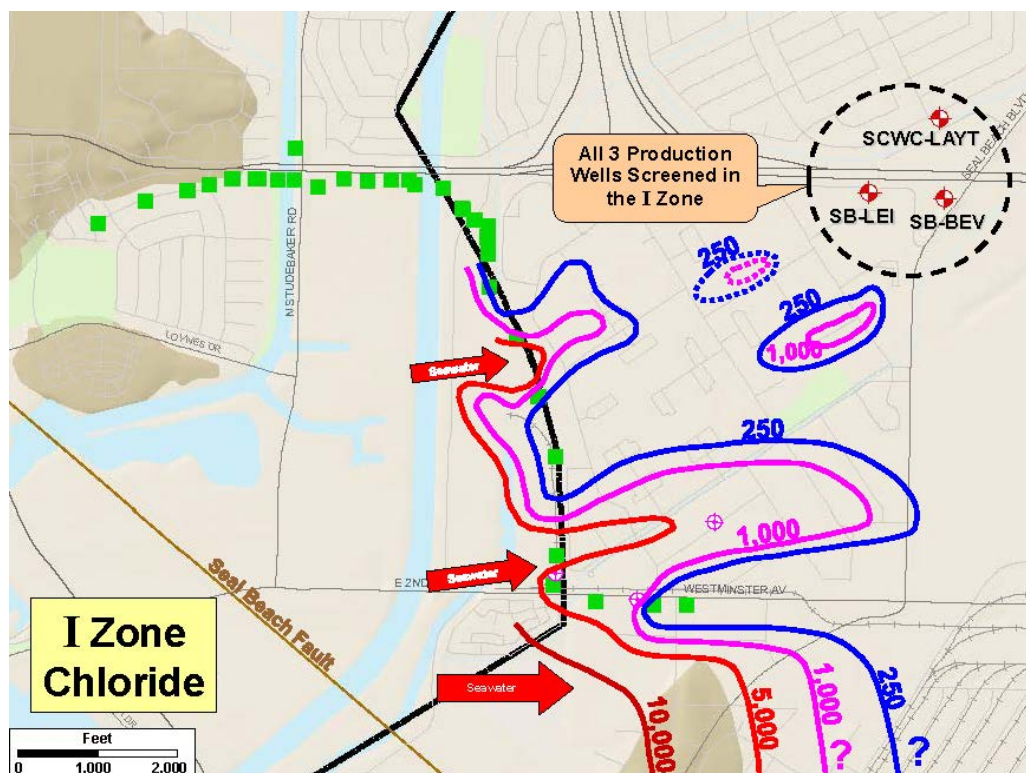 SCWC-LAYT
SEAL BEACH BLVD
All 3 Production
Wells Screened in
the I Zone
SB-LEI
SB-BEV
N STUDEBAKER RD
250
250
1,000
LOYNES DR
Seawater
250
1,000
Seawater
E 2ND
WESTMINSTER AV
Seal Beach Fault
I Zone
Chloride
Seawater
10,000
5,000
1,000
250
?
?
DR
Feet
0 1,000 2,000